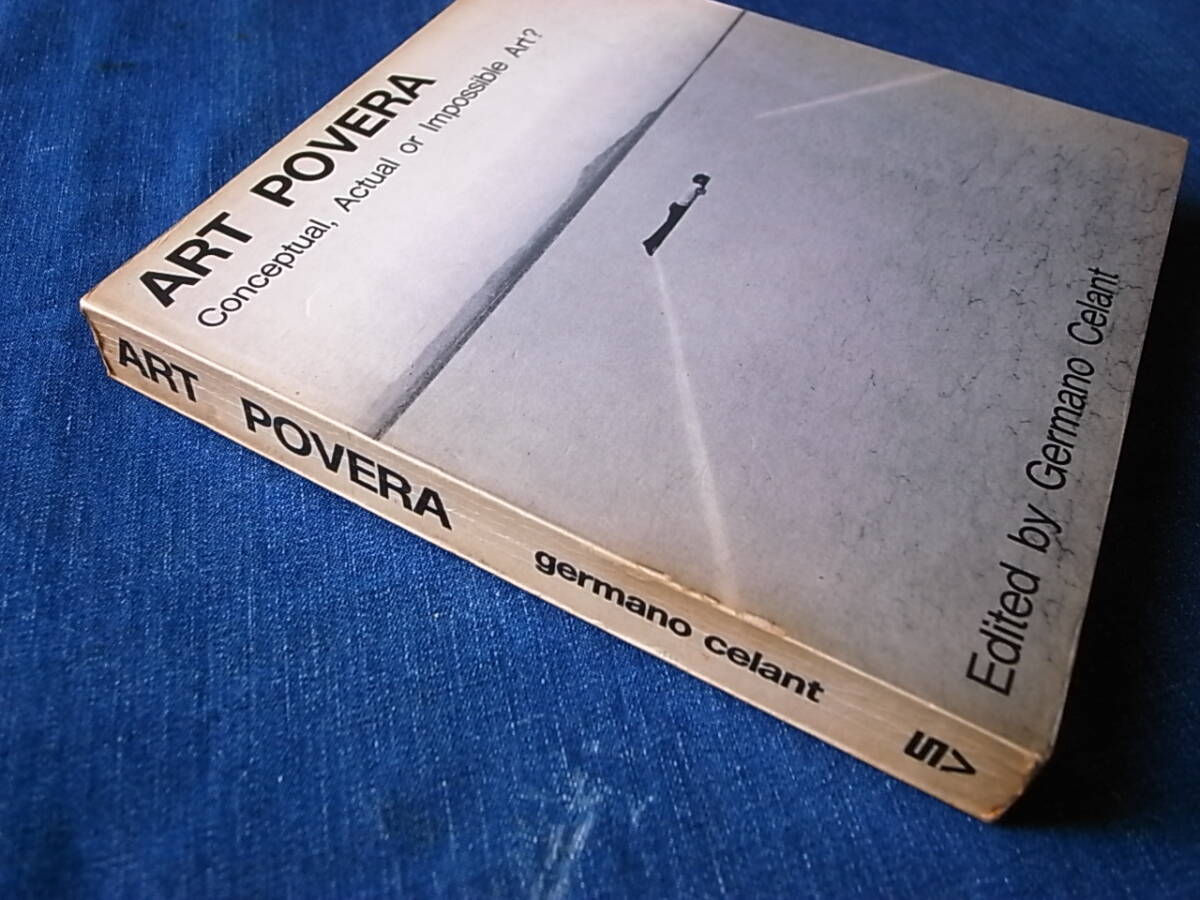 ART POVERA
Conceptual, Actual or Impossible Art?
Edited by Germano Celant
ART POVERA
germano celant
SV